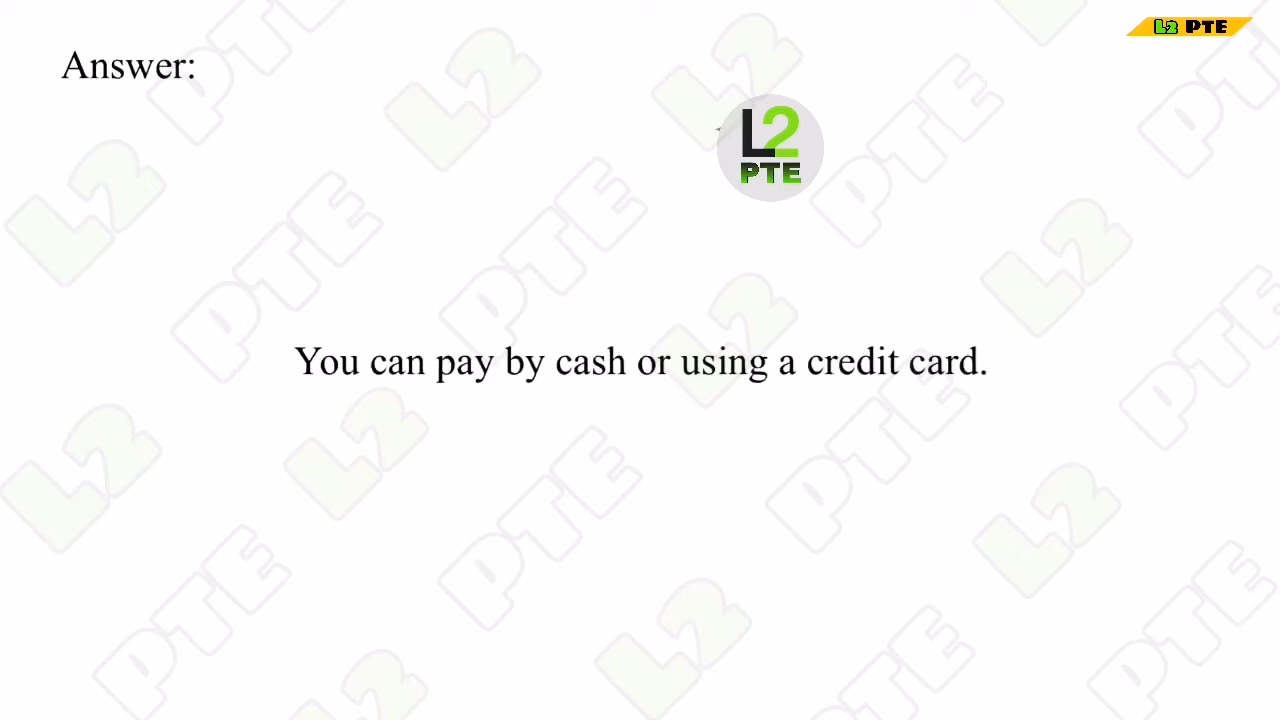 L2 PTE
Answer:
L2
PTE
You can pay by cash or using a credit card.